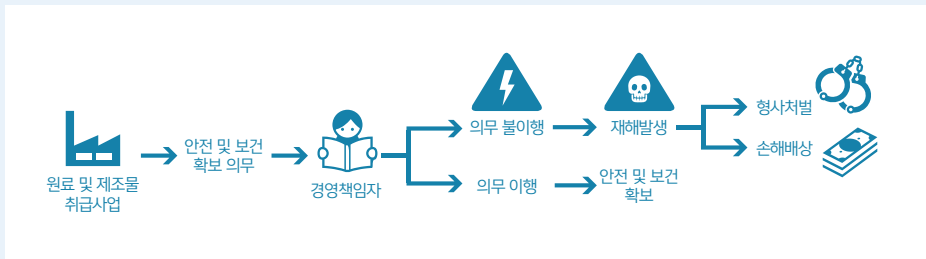 원료 및 제조물
취급사업
안전 및 보건
확보 의무
경영책임자
의무 불이행
재해발생
형사처벌
손해배상
의무 이행
안전 및 보건
확보